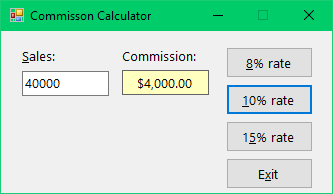 Commisson Calculator
Sales: Commission: 8% rate
40000 $4,000.00
10% rate
15% rate
Exit